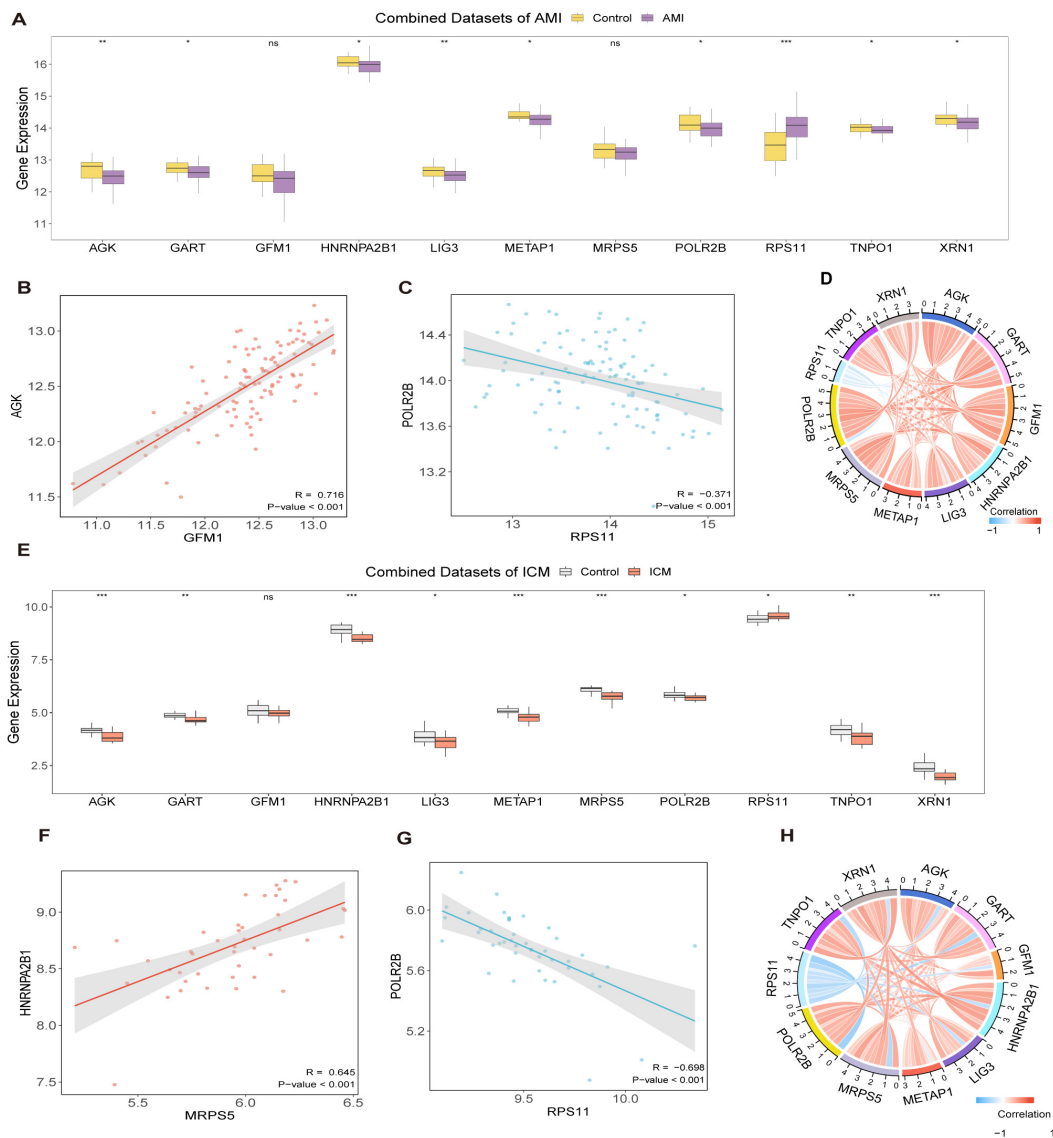 A
Combined Datasets of AMI Control AMI
** * ns * ** * ns * *** * *
Gene Expression
16
15
14
13
12
11
AGK GART GFM1 HNRNPA2B1 LIG3 METAP1 MRPS5 POLR2B RPS11 TNPO1 XRN1
B
AGK
13.0
12.5
12.0
11.5
R = 0.716
P-value < 0.001
11.0 11.5 12.0 12.5 13.0
GFM1
C
POLR2B
14.4
14.0
13.6
13.2
R = −0.371
P-value < 0.001
13 14 15
RPS11
D
XRN1
AGK
GART
GFM1
HNRNPA2B1
LIG3
METAP1
MRPS5
POLR2B
RPS11
TNPO1
Correlation
−1 1
E
Combined Datasets of ICM Control ICM
*** ** ns *** * *** *** * * ** ***
Gene Expression
10.0
7.5
5.0
2.5
AGK GART GFM1 HNRNPA2B1 LIG3 METAP1 MRPS5 POLR2B RPS11 TNPO1 XRN1
F
HNRNPA2B1
9.0
8.5
8.0
7.5
R = 0.645
P-value < 0.001
5.5 6.0 6.5
MRPS5
G
POLR2B
6.0
5.6
5.2
R = −0.698
P-value < 0.001
9.5 10.0
RPS11
H
XRN1
AGK
GART
GFM1
HNRNPA2B1
LIG3
METAP1
MRPS5
POLR2B
RPS11
TNPO1
Correlation
−1 1